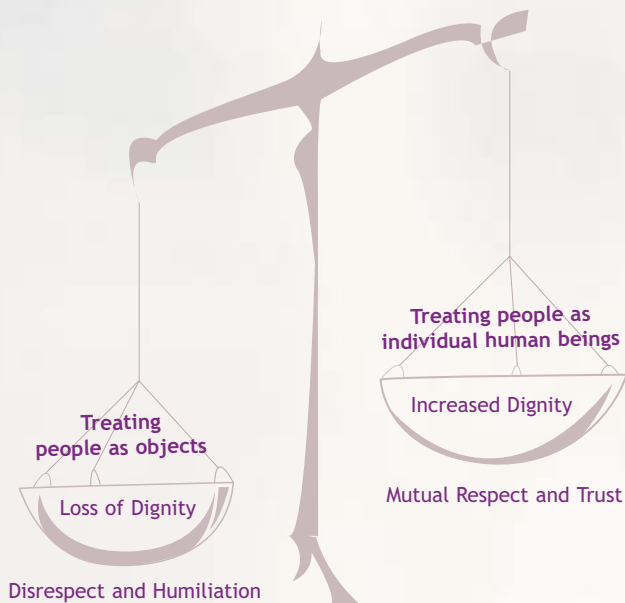 Treating people as
individual human beings
Increased Dignity
Mutual Respect and Trust
Treating
people as objects
Loss of Dignity
Disrespect and Humiliation